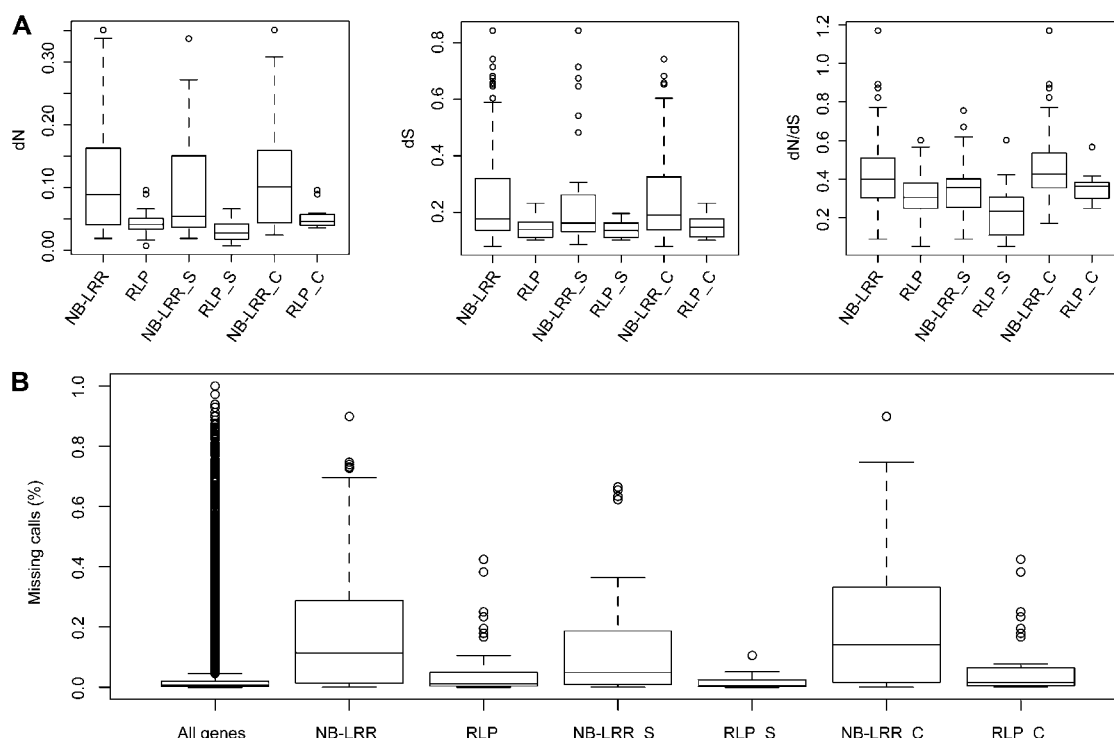 A
dN
0.00
0.10
0.20
0.30
NB-LRR
RLP
NB-LRR_S
RLP_S
NB-LRR_C
RLP_C
dS
0.2
0.4
0.6
0.8
NB-LRR
RLP
NB-LRR_S
RLP_S
NB-LRR_C
RLP_C
dN/dS
0.2
0.4
0.6
0.8
1.0
1.2
NB-LRR
RLP
NB-LRR_S
RLP_S
NB-LRR_C
RLP_C
B
Missing calls (%)
0.0
0.2
0.4
0.6
0.8
1.0
All genes
NB-LRR
RLP
NB-LRR_S
RLP_S
NB-LRR_C
RLP_C